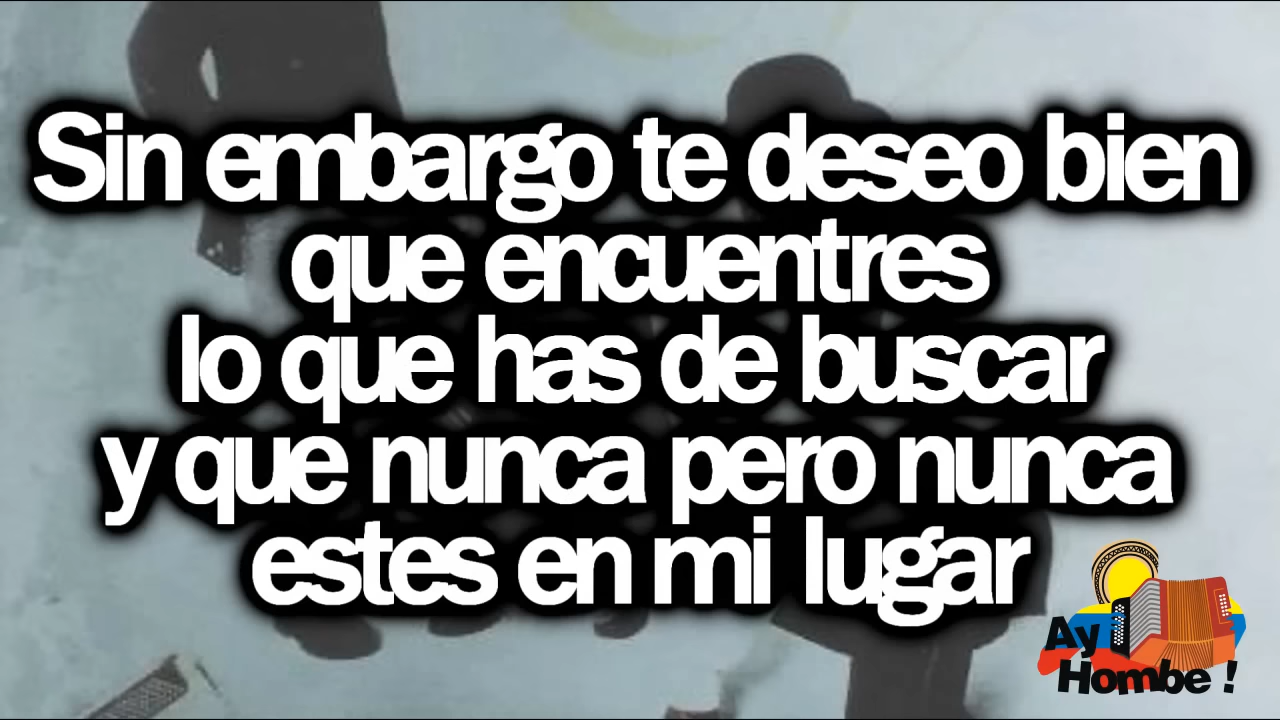 Sin embargo te deseo bien
que encuentres
lo que has de buscar
y que nunca pero nunca
estes en mi lugar
Ay
Hombe !